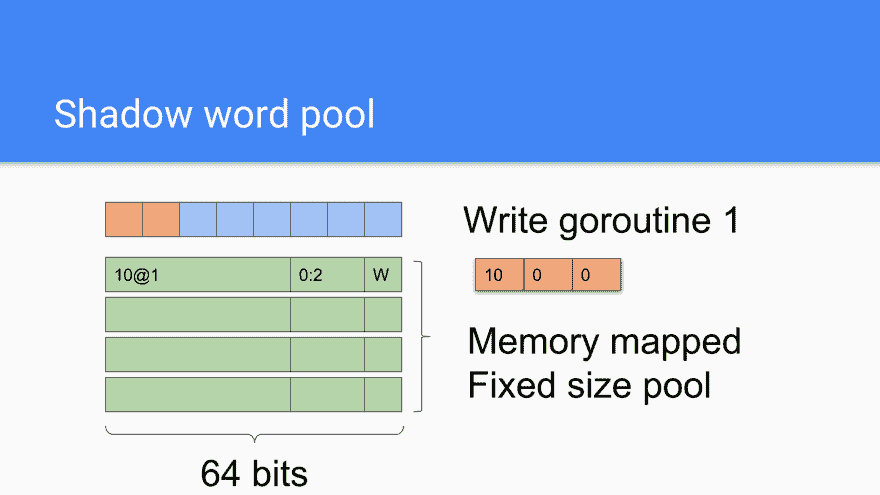 Shadow word pool
Write goroutine 1
10@1 0:2 W
10 0 0
Memory mapped
Fixed size pool
64 bits